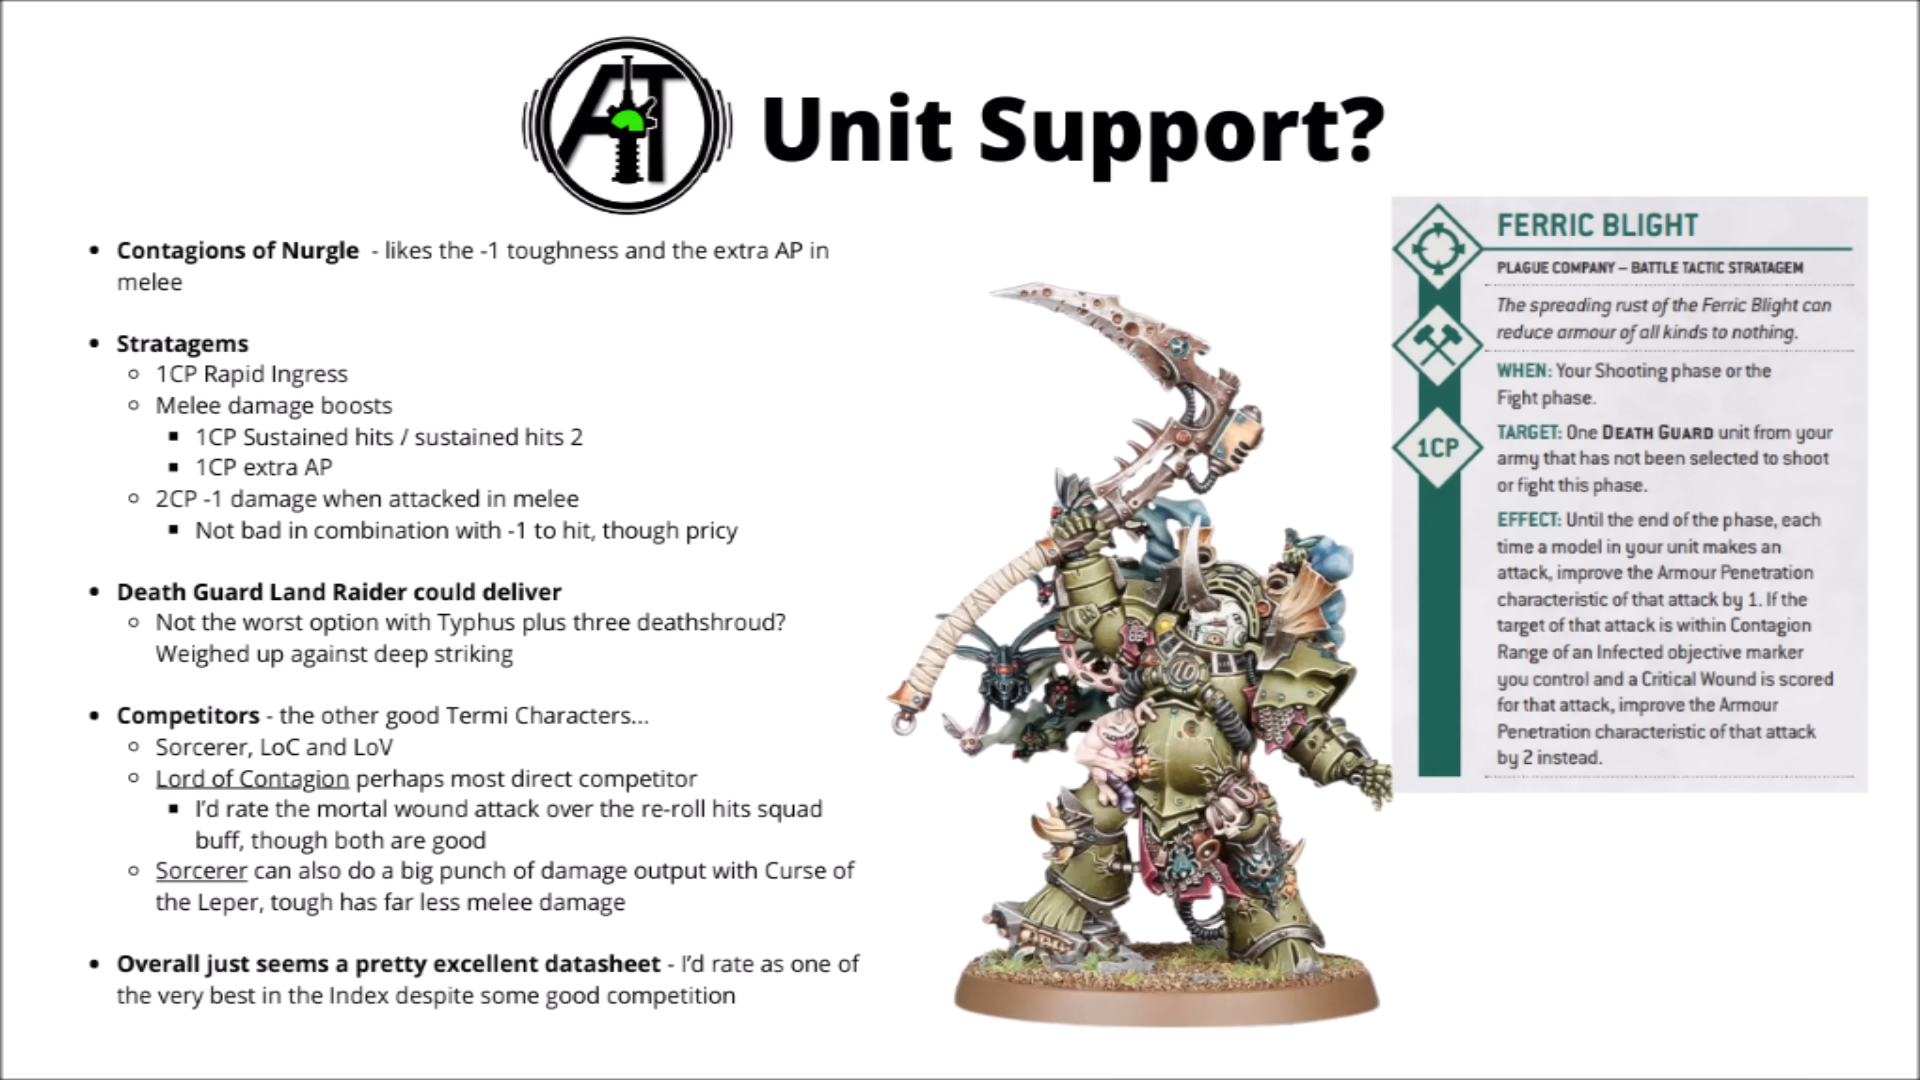 AT
Unit Support?
• Contagions of Nurgle - likes the -1 toughness and the extra AP in
melee
• Stratagems
○ 1CP Rapid Ingress
○ Melee damage boosts
▪ 1CP Sustained hits / sustained hits 2
▪ 1CP extra AP
○ 2CP -1 damage when attacked in melee
▪ Not bad in combination with -1 to hit, though pricy
• Death Guard Land Raider could deliver
○ Not the worst option with Typhus plus three deathshroud?
Weighed up against deep striking
• Competitors - the other good Termi Characters...
○ Sorcerer, LoC and LoV
○ Lord of Contagion perhaps most direct competitor
▪ I'd rate the mortal wound attack over the re-roll hits squad
buff, though both are good
○ Sorcerer can also do a big punch of damage output with Curse of
the Leper, tough has far less melee damage
• Overall just seems a pretty excellent datasheet - I'd rate as one of
the very best in the Index despite some good competition
FERRIC BLIGHT
PLAGUE COMPANY – BATTLE TACTIC STRATAGEM
The spreading rust of the Ferric Blight can
reduce armour of all kinds to nothing.
WHEN: Your Shooting phase or the
Fight phase.
1CP
TARGET: One DEATH GUARD unit from your
army that has not been selected to shoot
or fight this phase.
EFFECT: Until the end of the phase, each
time a model in your unit makes an
attack, improve the Armour Penetration
characteristic of that attack by 1. If the
target of that attack is within Contagion
Range of an Infected objective marker
you control and a Critical Wound is scored
for that attack, improve the Armour
Penetration characteristic of that attack
by 2 instead.